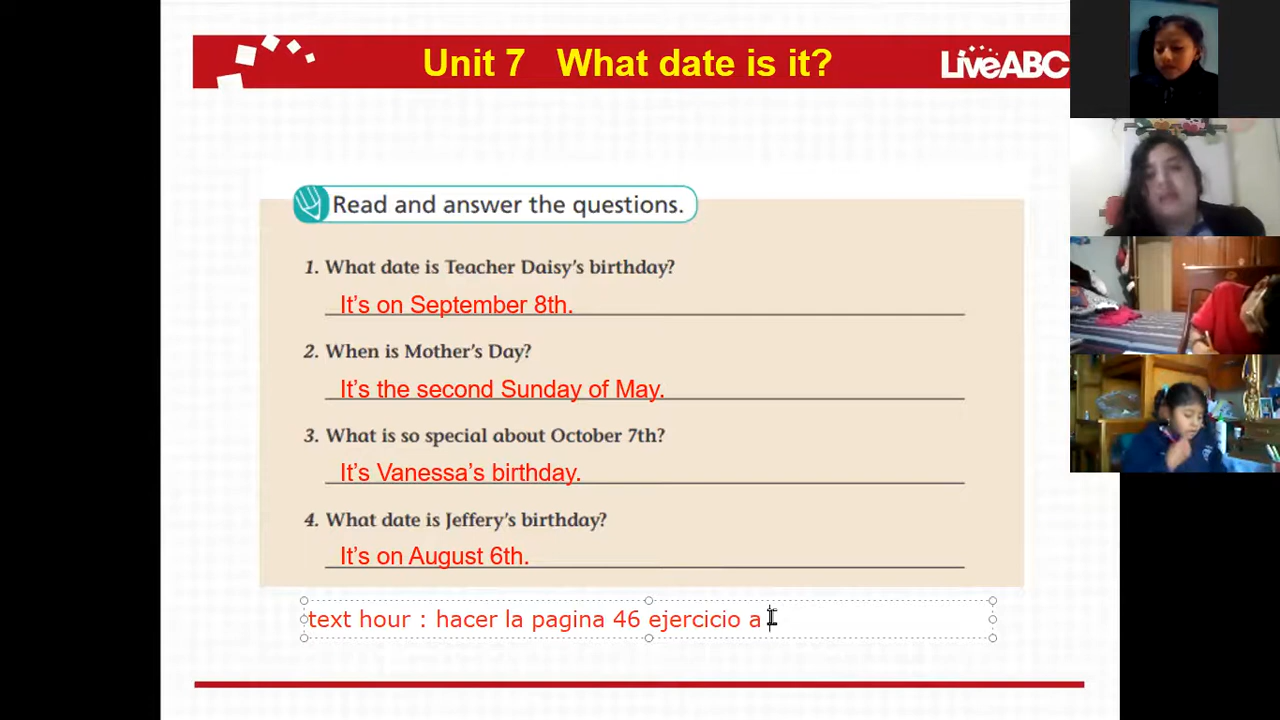 Unit 7 What date is it?
LiveABC
Read and answer the questions.
1. What date is Teacher Daisy's birthday?
It's on September 8th.
2. When is Mother's Day?
It's the second Sunday of May.
3. What is so special about October 7th?
It's Vanessa's birthday.
4. What date is Jeffery's birthday?
It's on August 6th.
text hour : hacer la pagina 46 ejercicio a